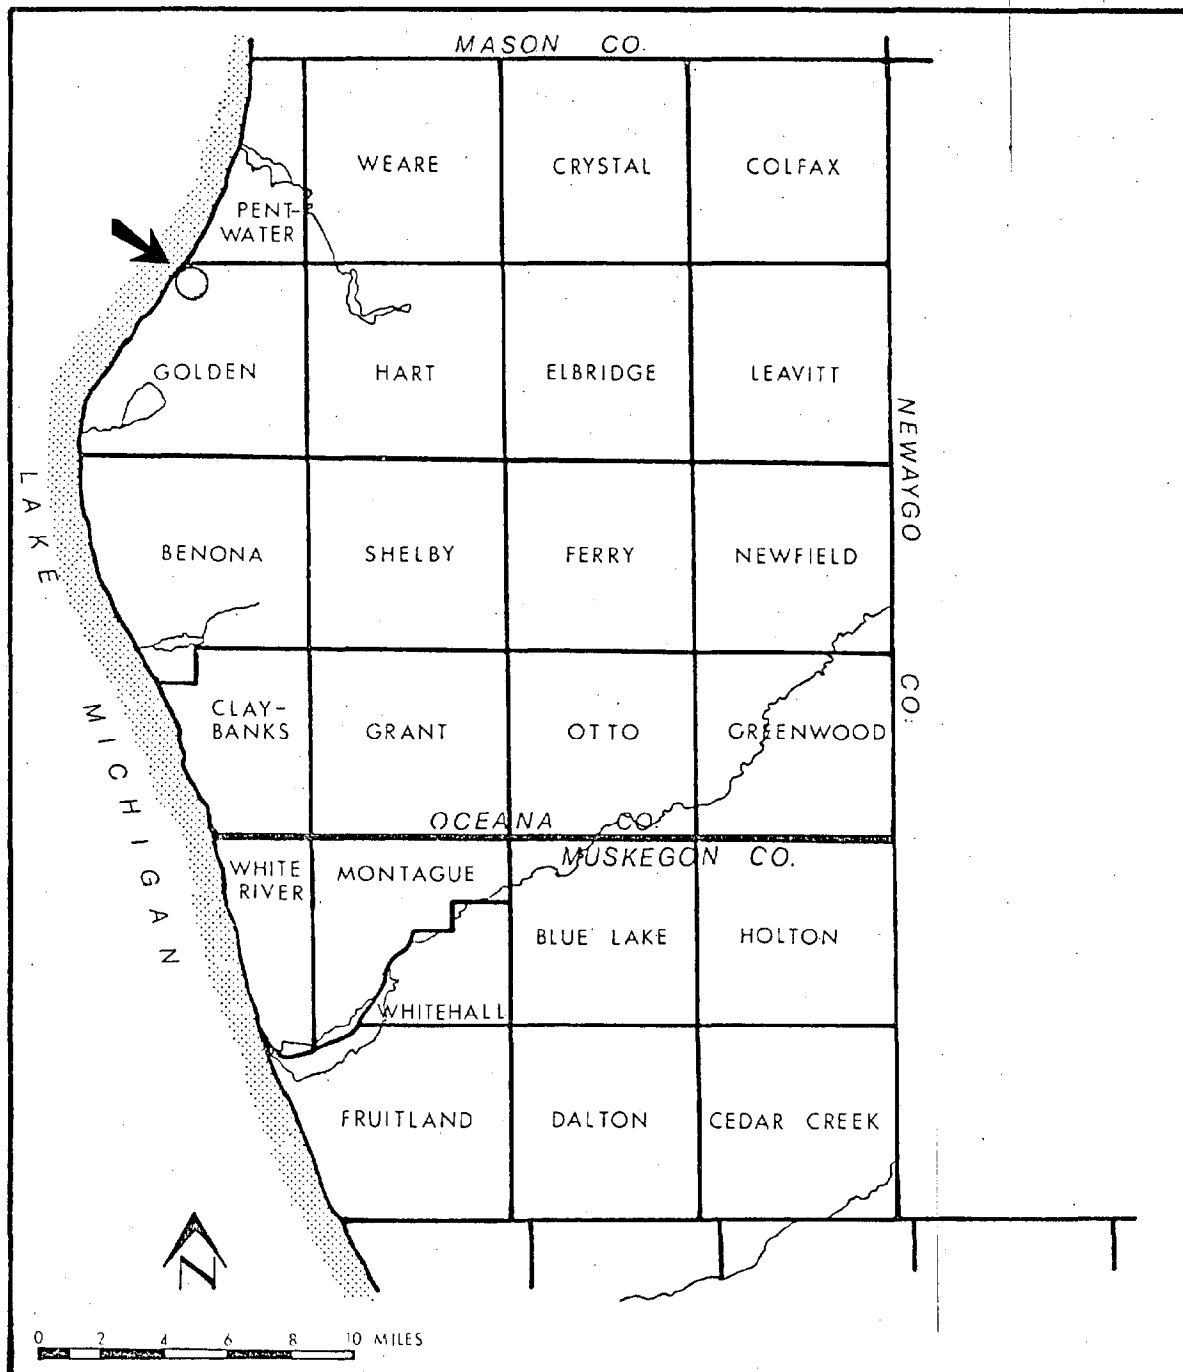 MASON CO.
WEARE CRYSTAL COLFAX
PENT-
WATER
GOLDEN HART ELBRIDGE LEAVITT
NEWAYGO CO.
LAKE MICHIGAN
BENONA SHELBY FERRY NEWFIELD
CLAY-
BANKS GRANT OTTO GREENWOOD
OCEANA CO.
MUSKEGON CO.
WHITE
RIVER
MONTAGUE
BLUE LAKE HOLTON
WHITEHALL
FRUITLAND DALTON CEDAR CREEK
N
0 2 4 6 8 10 MILES